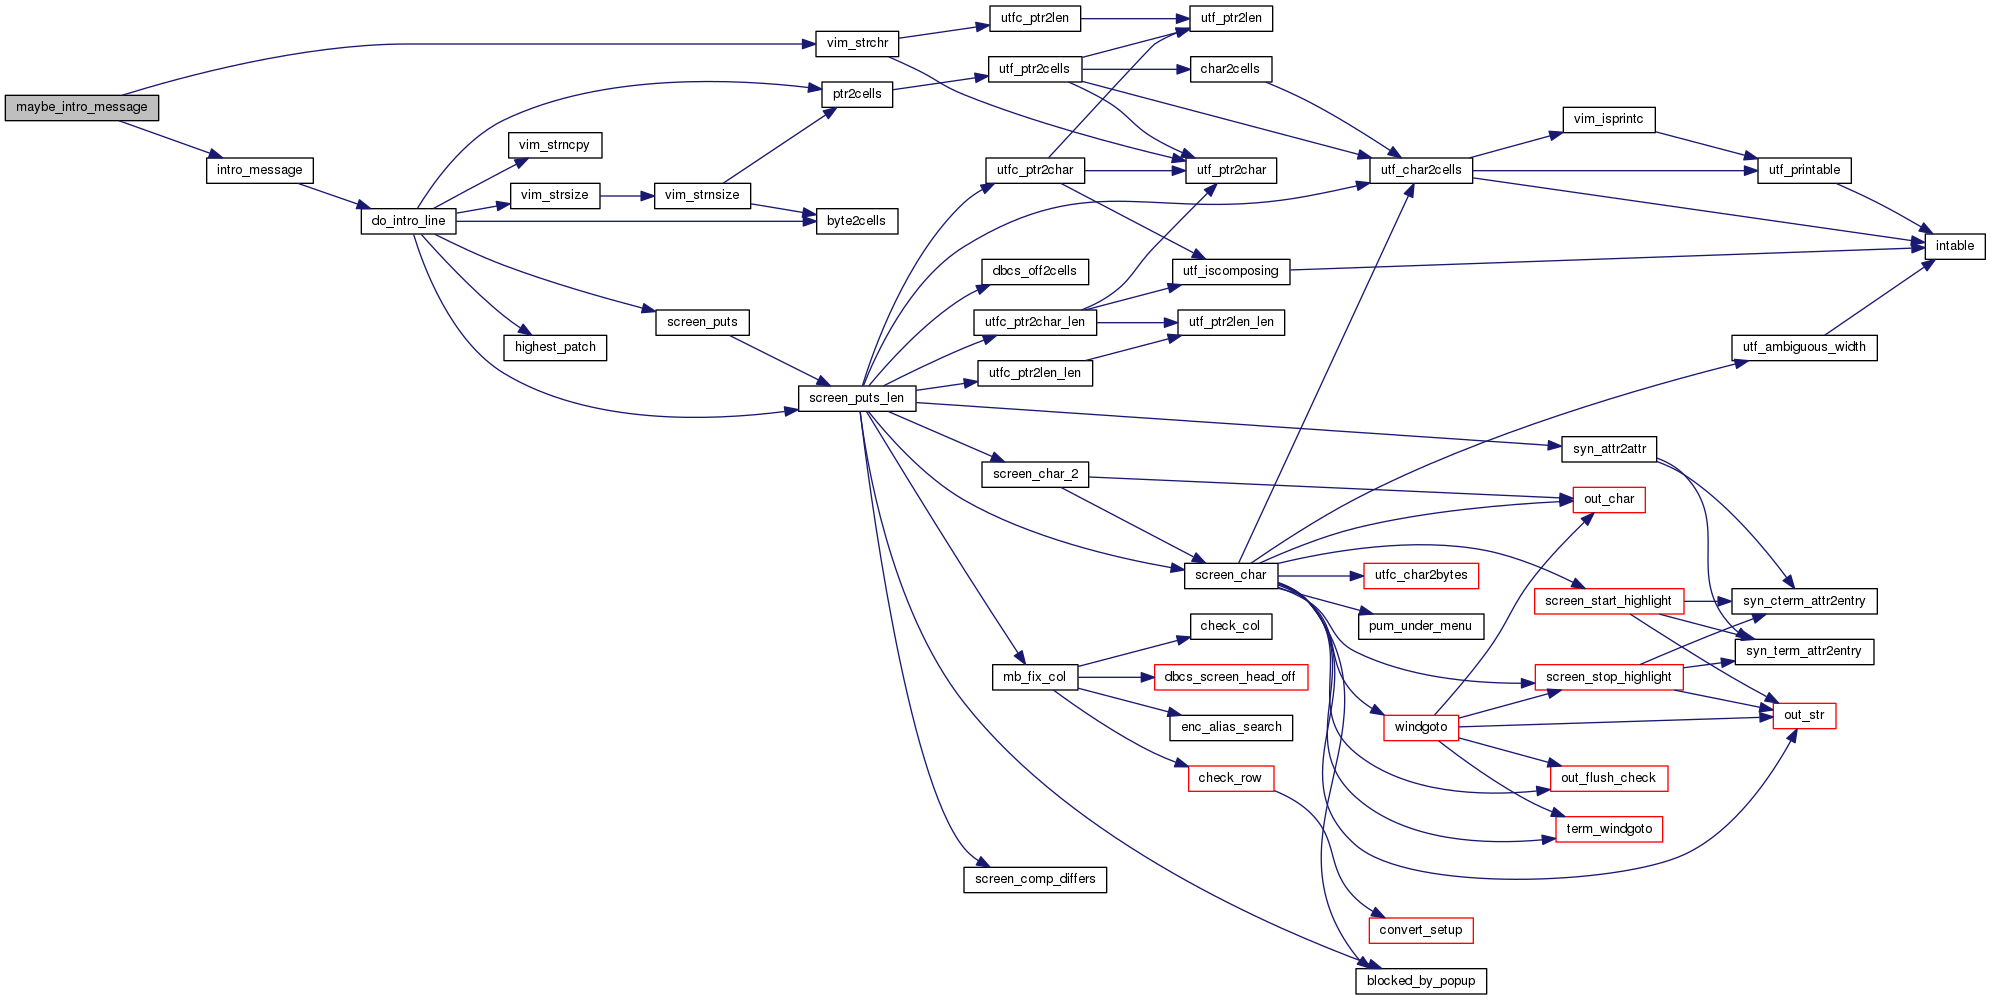 maybe_intro_message
intro_message
do_intro_line
vim_strncpy
vim_strsize
highest_patch
vim_strnsize
screen_puts
vim_strchr
ptr2cells
byte2cells
screen_puts_len
utfc_ptr2len
utf_ptr2cells
utfc_ptr2char
dbcs_off2cells
utfc_ptr2char_len
utfc_ptr2len_len
screen_char_2
mb_fix_col
screen_comp_differs
utf_ptr2len
char2cells
utf_ptr2char
utf_iscomposing
utf_ptr2len_len
screen_char
check_col
dbcs_screen_head_off
enc_alias_search
check_row
utf_char2cells
utfc_char2bytes
pum_under_menu
windgoto
convert_setup
blocked_by_popup
vim_isprintc
syn_attr2attr
out_char
screen_start_highlight
screen_stop_highlight
out_flush_check
term_windgoto
utf_printable
utf_ambiguous_width
syn_cterm_attr2entry
syn_term_attr2entry
out_str
intable